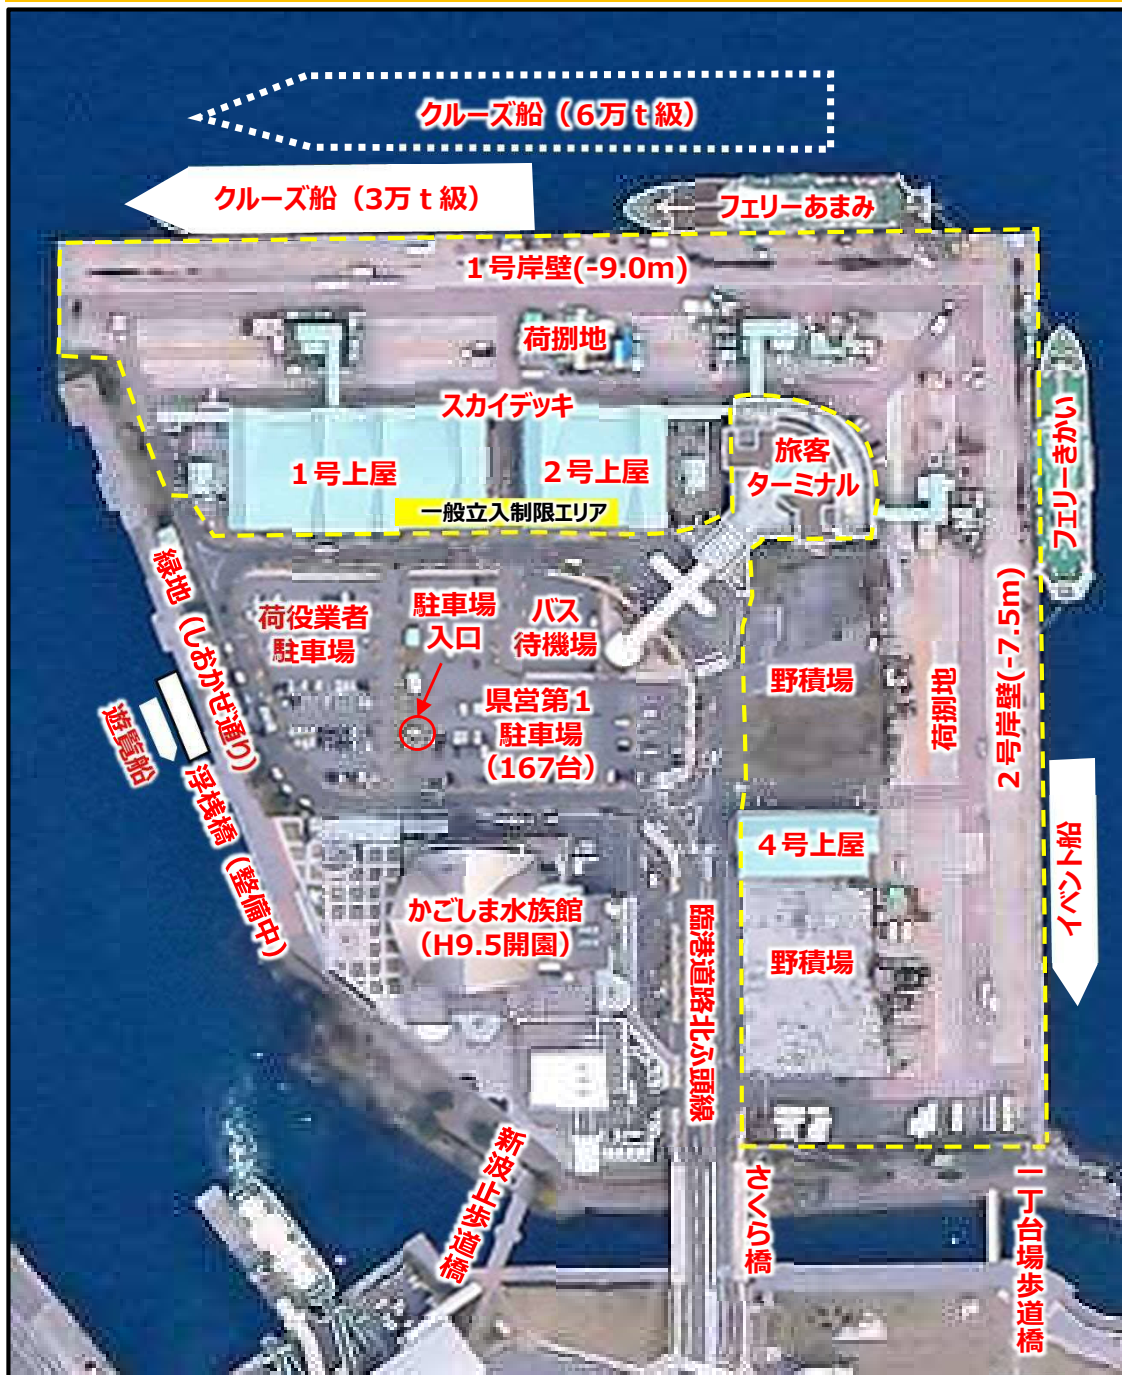 クルーズ船（6万ｔ級）
クルーズ船（3万ｔ級）
フェリーあまみ
1号岸壁(-9.0m)
荷捌地
スカイデッキ
1号上屋
2号上屋
旅客
ターミナル
一般立入制限エリア
フェリーきかい
緑地（しおかぜ通り）
荷役業者
駐車場
駐車場
入口
バス
待機場
野積場
荷捌地
2号岸壁(-7.5m)
遊覧船
浮桟橋（整備中）
県営第1
駐車場
（167台）
4号上屋
イベント船
かごしま水族館
（H9.5開園）
臨港道路北ふ頭線
野積場
新波止歩道橋
さくら橋
一丁台場歩道橋